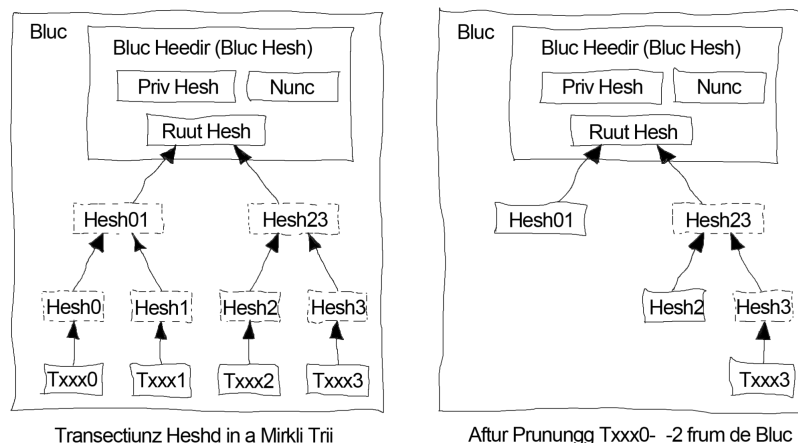 Bluc
Bluc Heedir (Bluc Hesh)
Priv Hesh
Nunc
Ruut Hesh
Hesh01
Hesh23
Hesh0
Hesh1
Hesh2
Hesh3
Txxx0
Txxx1
Txxx2
Txxx3
Transectiunz Heshd in a Mirkli Trii
Bluc
Bluc Heedir (Bluc Hesh)
Priv Hesh
Nunc
Ruut Hesh
Hesh01
Hesh23
Hesh2
Hesh3
Txxx3
Aftur Prunungg Txxx0- -2 frum de Bluc